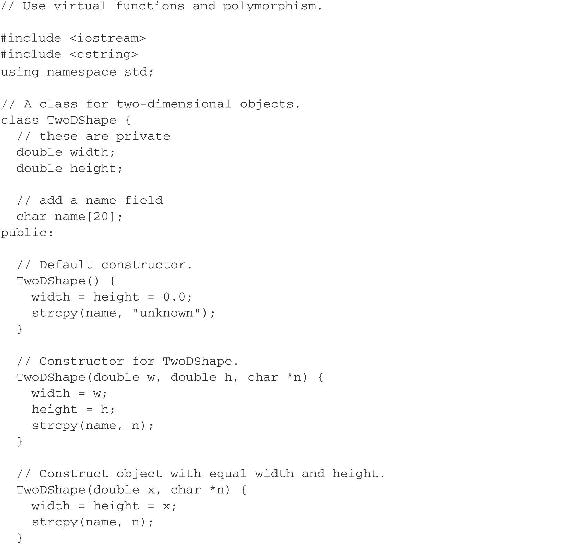 // Use virtual functions and polymorphism.

#include <iostream>
#include <cstring>
using namespace std;

// A class for two-dimensional objects.
class TwoDShape {
  // these are private
  double width;
  double height;

  // add a name field
  char name[20];
public:

  // Default constructor.
  TwoDShape() {
    width = height = 0.0;
    strcpy(name, "unknown");
  }

  // Constructor for TwoDShape.
  TwoDShape(double w, double h, char *n) {
    width = w;
    height = h;
    strcpy(name, n);
  }

  // Construct object with equal width and height.
  TwoDShape(double x, char *n) {
    width = height = x;
    strcpy(name, n);
  }